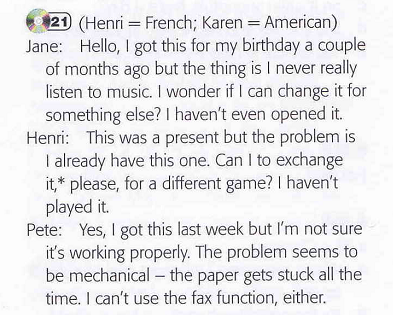 21 (Henri = French; Karen = American)
Jane: Hello, I got this for my birthday a couple
of months ago but the thing is I never really
listen to music. I wonder if I can change it for
something else? I haven't even opened it.
Henri: This was a present but the problem is
I already have this one. Can I to exchange
it,* please, for a different game? I haven't
played it.
Pete: Yes, I got this last week but I'm not sure
it's working properly. The problem seems to
be mechanical – the paper gets stuck all the
time. I can't use the fax function, either.